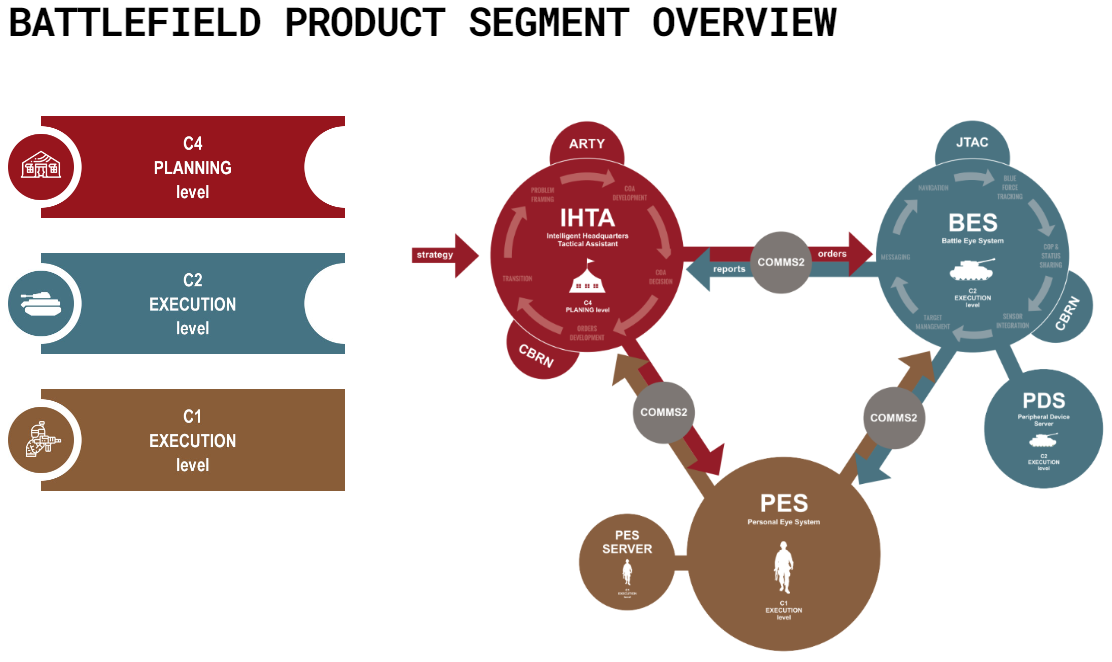 BATTLEFIELD PRODUCT SEGMENT OVERVIEW
C4
PLANNING
level
C2
EXECUTION
level
C1
EXECUTION
level
strategy
ARTY
PROBLEM
FRAMING
COA
DEVELOPMENT
IHTA
Intelligent Headquarters
Tactical Assistant
TRANSITION
COA
DECISION
C4
PLANING level
ORDERS
DEVELOPMENT
CBRN
orders
COMMS2
reports
JTAC
NAVIGATION
BLUE
FORCE
TRACKING
BES
Battle Eye System
MESSAGING
COP &
STATUS
SHARING
C2
EXECUTION
level
TARGET
MANAGEMENT
SENSOR
INTEGRATION
CBRN
PDS
Peripheral Device
Server
C2
EXECUTION
level
COMMS2
COMMS2
PES
Personal Eye System
C1
EXECUTION
level
PES
SERVER
EXECUTION
level